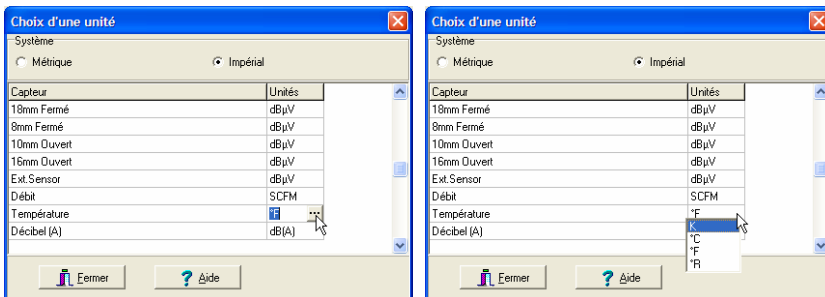 Choix d'une unité
Système
Métrique Impérial
Capteur Unités
18mm Fermé dBµV
8mm Fermé dBµV
10mm Ouvert dBµV
16mm Ouvert dBµV
Ext.Sensor dBµV
Débit SCFM
Température °F ...
Décibel (A) dB(A)
Fermer Aide
Choix d'une unité
Système
Métrique Impérial
Capteur Unités
18mm Fermé dBµV
8mm Fermé dBµV
10mm Ouvert dBµV
16mm Ouvert dBµV
Ext.Sensor dBµV
Débit SCFM
Température °F
Décibel (A)
K
°C
°F
°R
Fermer Aide